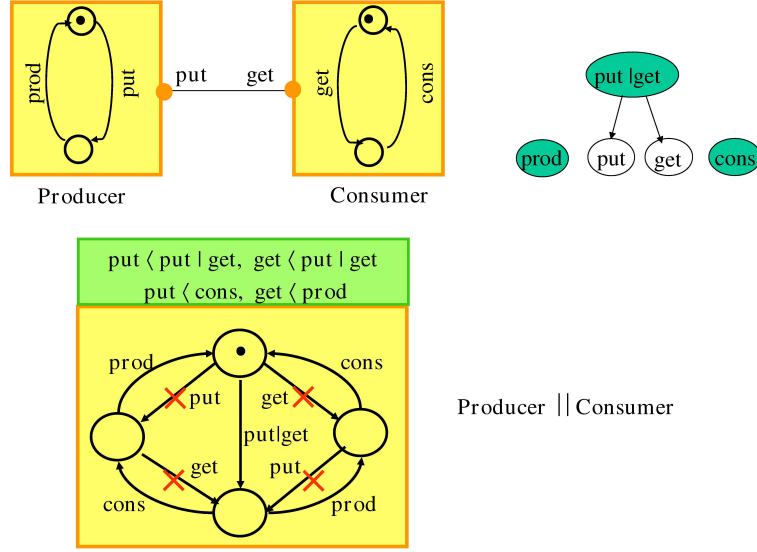 prod
put
put
get
get
cons
put |get
prod
put
get
cons
Producer
Consumer
put ⟨ put | get, get ⟨ put | get
put ⟨ cons, get ⟨ prod
prod
cons
put
get
put|get
get
put
cons
prod
Producer || Consumer